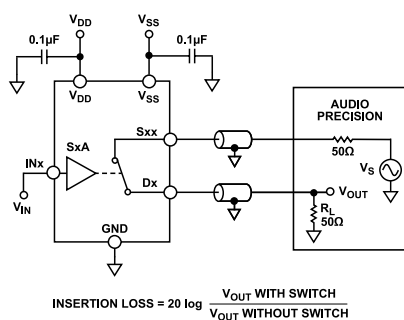 VDD
VSS
0.1µF
0.1µF
VDD
VSS
AUDIO
PRECISION
SxA
Sxx
50Ω
INx
VS
Dx
VOUT
VIN
RL
50Ω
GND
INSERTION LOSS = 20 log VOUT WITH SWITCH
VOUT WITHOUT SWITCH